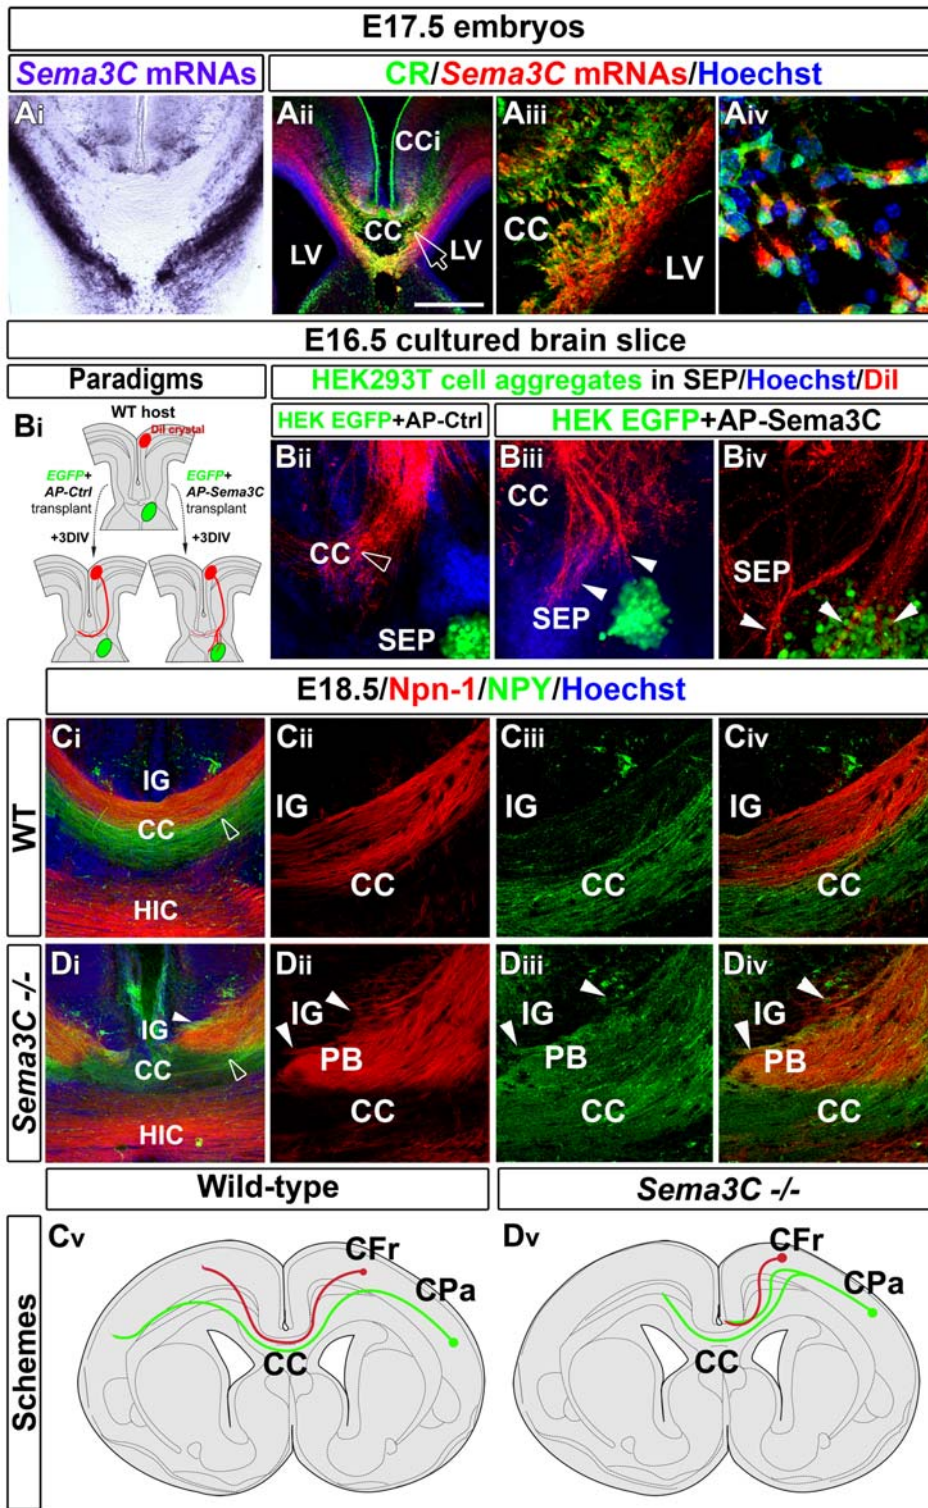 E17.5 embryos
Sema3C mRNAs
CR/Sema3C mRNAs/Hoechst
Ai
Aii
CCi
CC
LV
LV
Aiii
CC
LV
Aiv
E16.5 cultured brain slice
Paradigms
HEK293T cell aggregates in SEP/Hoechst/DiI
HEK EGFP+AP-Ctrl
HEK EGFP+AP-Sema3C
Bi
WT host
DiI crystal
EGFP+
AP-Ctrl
transplant
EGFP+
AP-Sema3C
transplant
+3DIV
+3DIV
Bii
CC
SEP
Biii
CC
SEP
Biv
SEP
E18.5/Npn-1/NPY/Hoechst
WT
Ci
IG
CC
HIC
Cii
IG
CC
Ciii
IG
CC
Civ
IG
CC
Sema3C -/-
Di
IG
CC
HIC
Dii
IG
PB
CC
Diii
IG
PB
CC
Div
IG
PB
CC
Wild-type
Sema3C -/-
Schemes
Cv
CFr
CPa
CC
Dv
CFr
CPa
CC